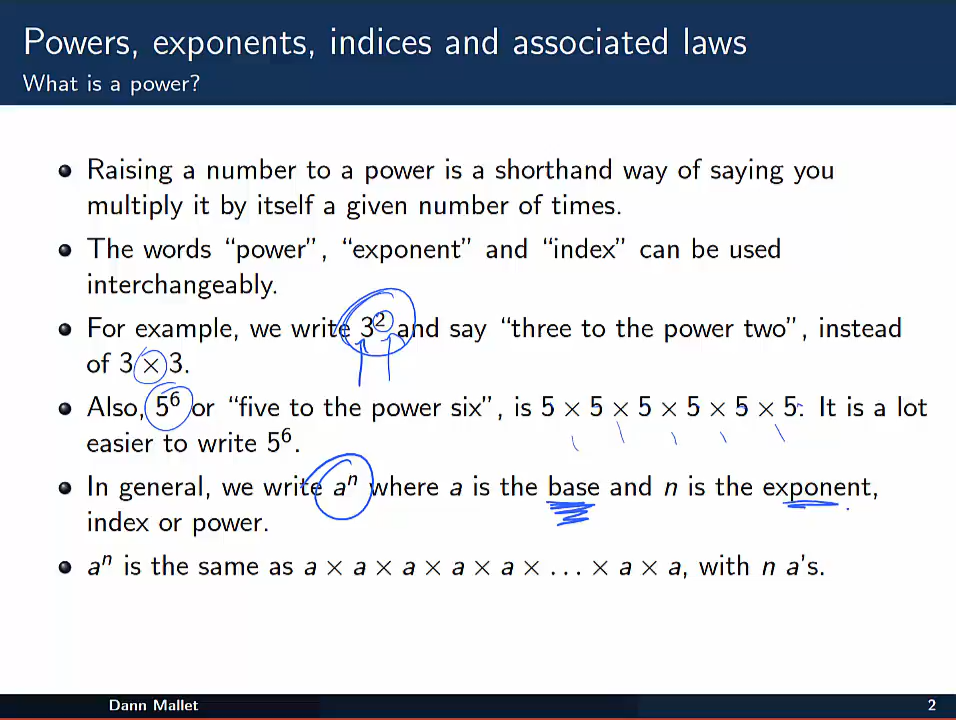 Powers, exponents, indices and associated laws
What is a power?
Raising a number to a power is a shorthand way of saying you
multiply it by itself a given number of times.
The words “power”, “exponent” and “index” can be used
interchangeably.
For example, we write 3² and say “three to the power two”, instead
of 3 × 3.
Also, 5⁶ or “five to the power six”, is 5 × 5 × 5 × 5 × 5 × 5. It is a lot
easier to write 5⁶.
In general, we write aⁿ where a is the base and n is the exponent,
index or power.
aⁿ is the same as a × a × a × a × a × . . . × a × a, with n a’s.
Dann Mallet
2